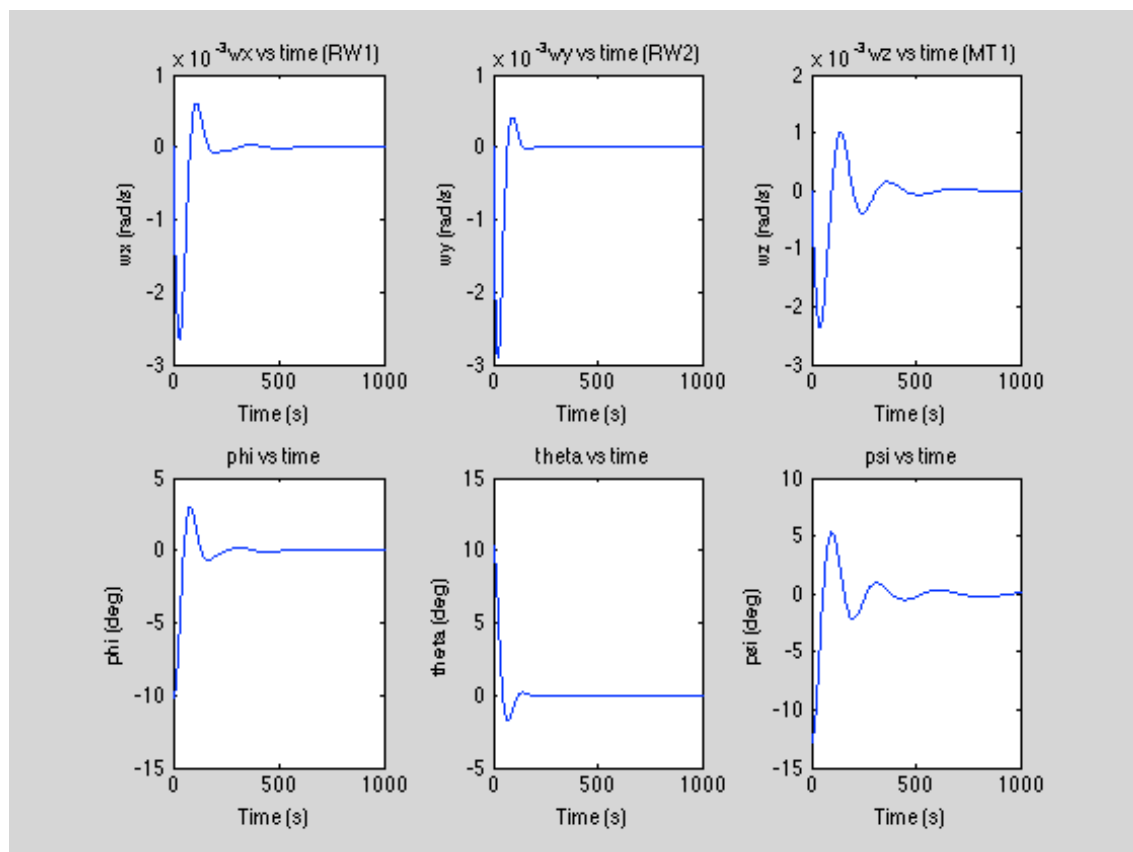 × 10 -3 wx vs time (RW1)
1
0
-1
-2
-3
wx (rad/s)
0 500 1000
Time (s)
× 10 -3 wy vs time (RW2)
1
0
-1
-2
-3
wy (rad/s)
0 500 1000
Time (s)
× 10 -3 wz vs time (MT1)
2
1
0
-1
-2
-3
wz (rad/s)
0 500 1000
Time (s)
phi vs time
5
0
-5
-10
-15
phi (deg)
0 500 1000
Time (s)
theta vs time
15
10
5
0
-5
theta (deg)
0 500 1000
Time (s)
psi vs time
10
5
0
-5
-10
-15
psi (deg)
0 500 1000
Time (s)